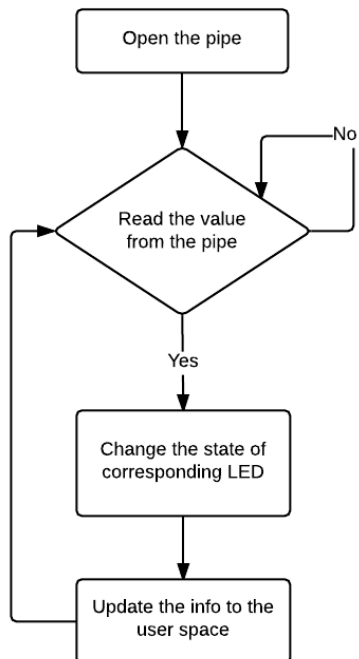 Open the pipe
No
Read the value
from the pipe
Yes
Change the state of
corresponding LED
Update the info to the
user space